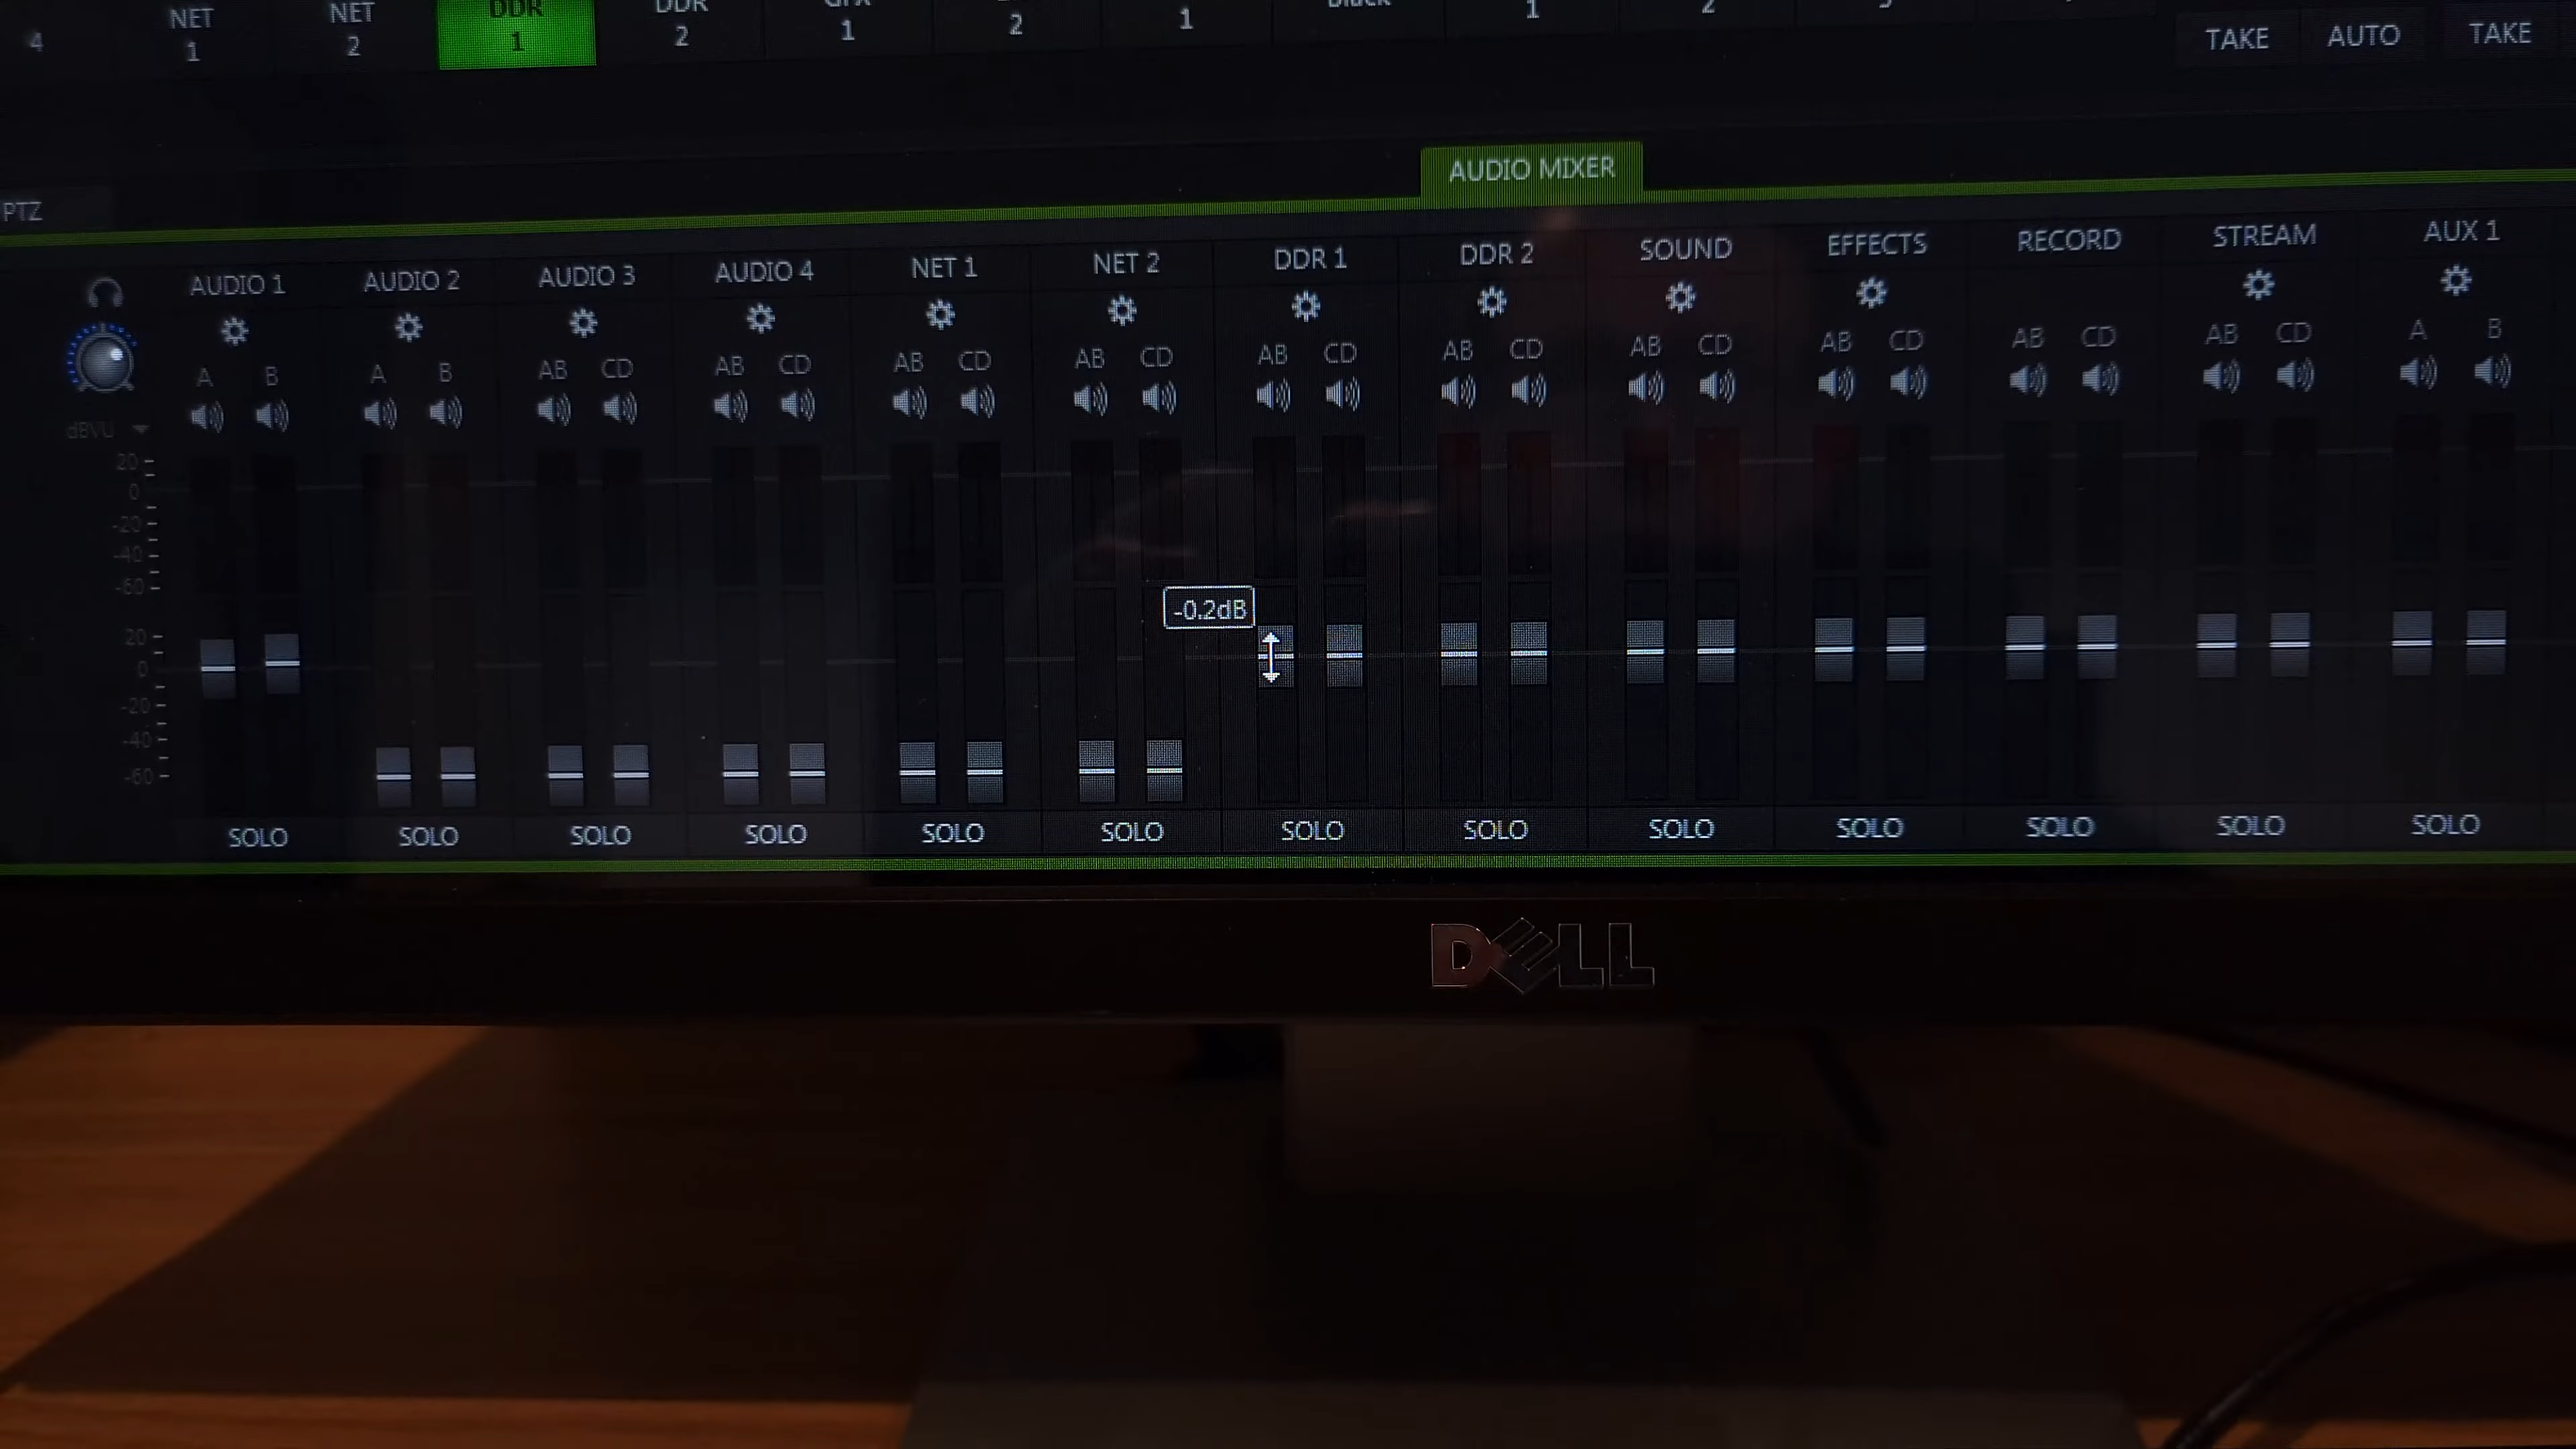 4 NET 1 NET 2 DDR 1 DDR 2 1 2 1 1 2 TAKE AUTO TAKE
AUDIO MIXER
PTZ
AUDIO 1 AUDIO 2 AUDIO 3 AUDIO 4 NET 1 NET 2 DDR 1 DDR 2 SOUND EFFECTS RECORD STREAM AUX 1
A B A B AB CD AB CD AB CD AB CD AB CD AB CD AB CD AB CD AB CD AB CD A B
dBVU
20
0
-20
-40
-60
-0.2dB
20
0
-20
-40
-60
SOLO SOLO SOLO SOLO SOLO SOLO SOLO SOLO SOLO SOLO SOLO SOLO SOLO
DELL